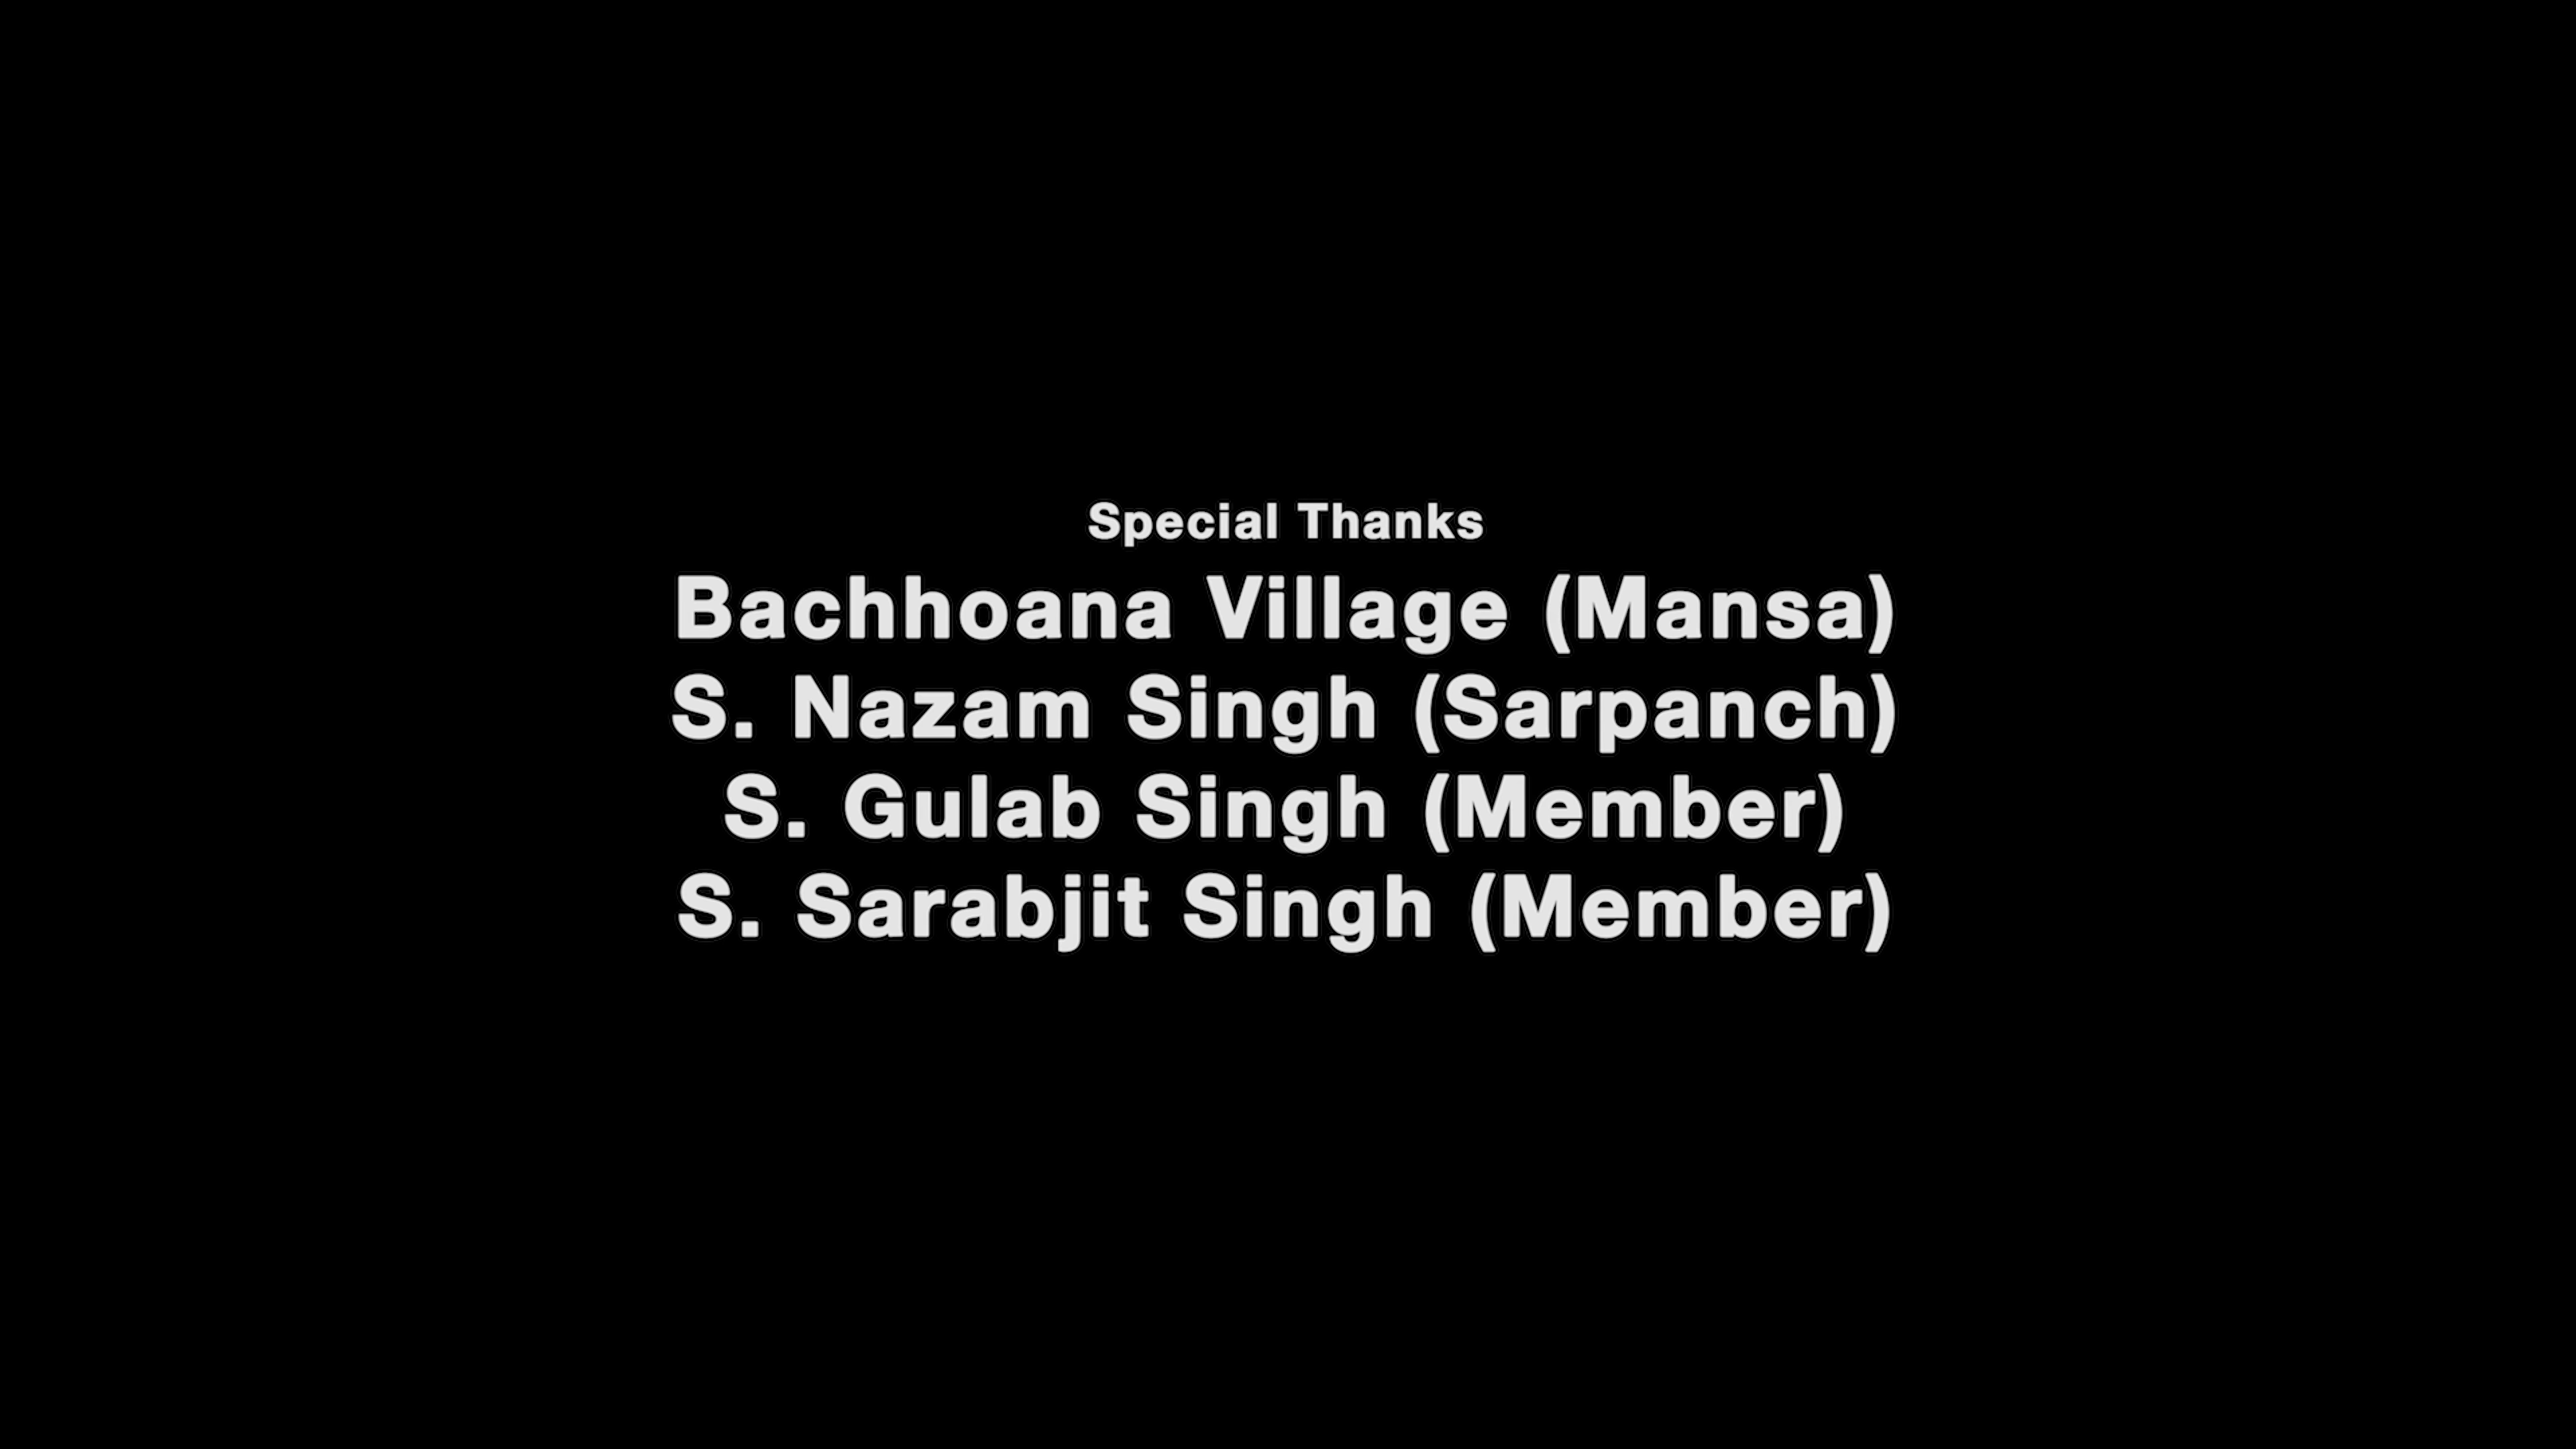 Special Thanks
Bachhoana Village (Mansa)
S. Nazam Singh (Sarpanch)
S. Gulab Singh (Member)
S. Sarabjit Singh (Member)